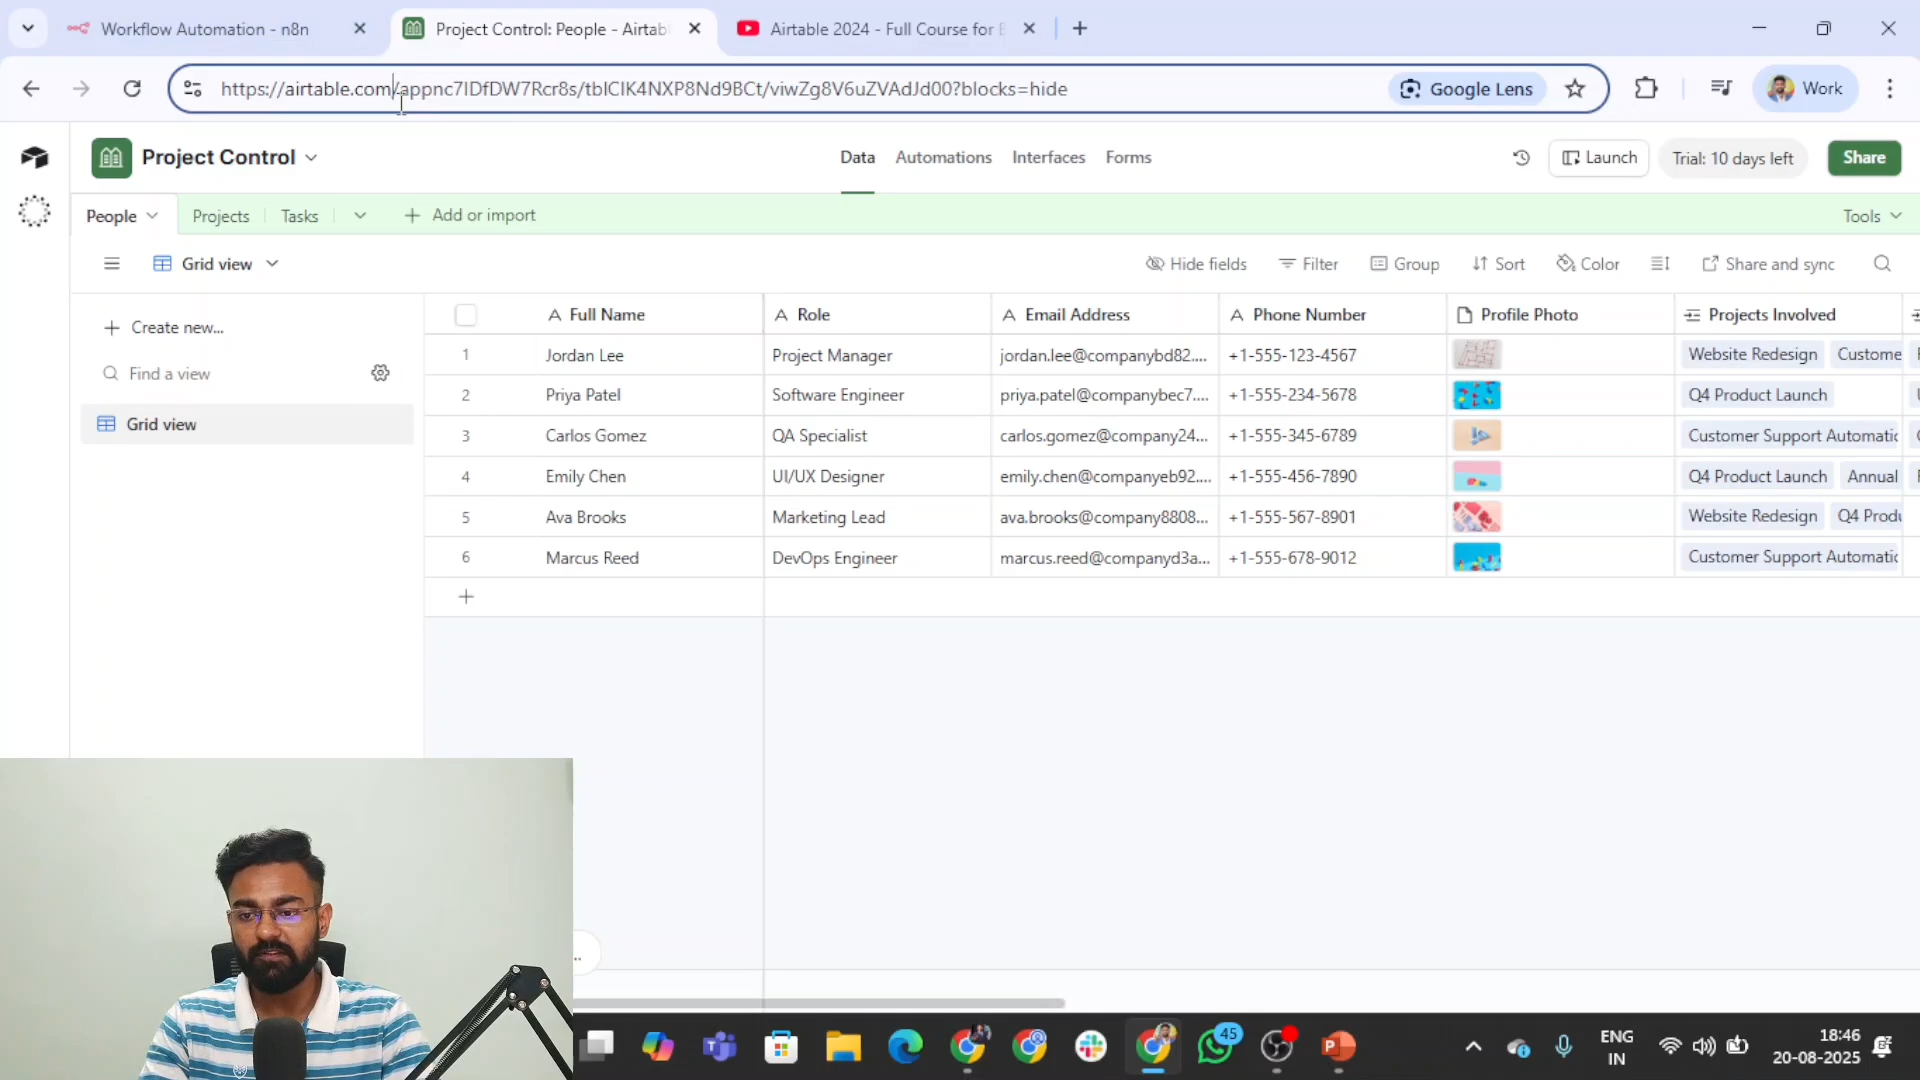 Workflow Automation - n8n
Project Control: People - Airtab
Airtable 2024 - Full Course for B
https://airtable.com/appnc7IDfDW7Rcr8s/tblCIK4NXP8Nd9BCt/viwZg8V6uZVAdJd00?blocks=hide
Google Lens
Work
Project Control
Data
Automations
Interfaces
Forms
Launch
Trial: 10 days left
Share
People
Projects
Tasks
Add or import
Tools
Grid view
Hide fields
Filter
Group
Sort
Color
Share and sync
Create new...
Find a view
Grid view
Full Name Role Email Address Phone Number Profile Photo Projects Involved
1 Jordan Lee Project Manager jordan.lee@companybd82.... +1-555-123-4567 Website Redesign Custome
2 Priya Patel Software Engineer priya.patel@companybec7.... +1-555-234-5678 Q4 Product Launch
3 Carlos Gomez QA Specialist carlos.gomez@company24... +1-555-345-6789 Customer Support Automatic
4 Emily Chen UI/UX Designer emily.chen@companyeb92.... +1-555-456-7890 Q4 Product Launch Annual
5 Ava Brooks Marketing Lead ava.brooks@company8808... +1-555-567-8901 Website Redesign Q4 Produ
6 Marcus Reed DevOps Engineer marcus.reed@companyd3a... +1-555-678-9012 Customer Support Automatic
45
ENG
IN
18:46
20-08-2025